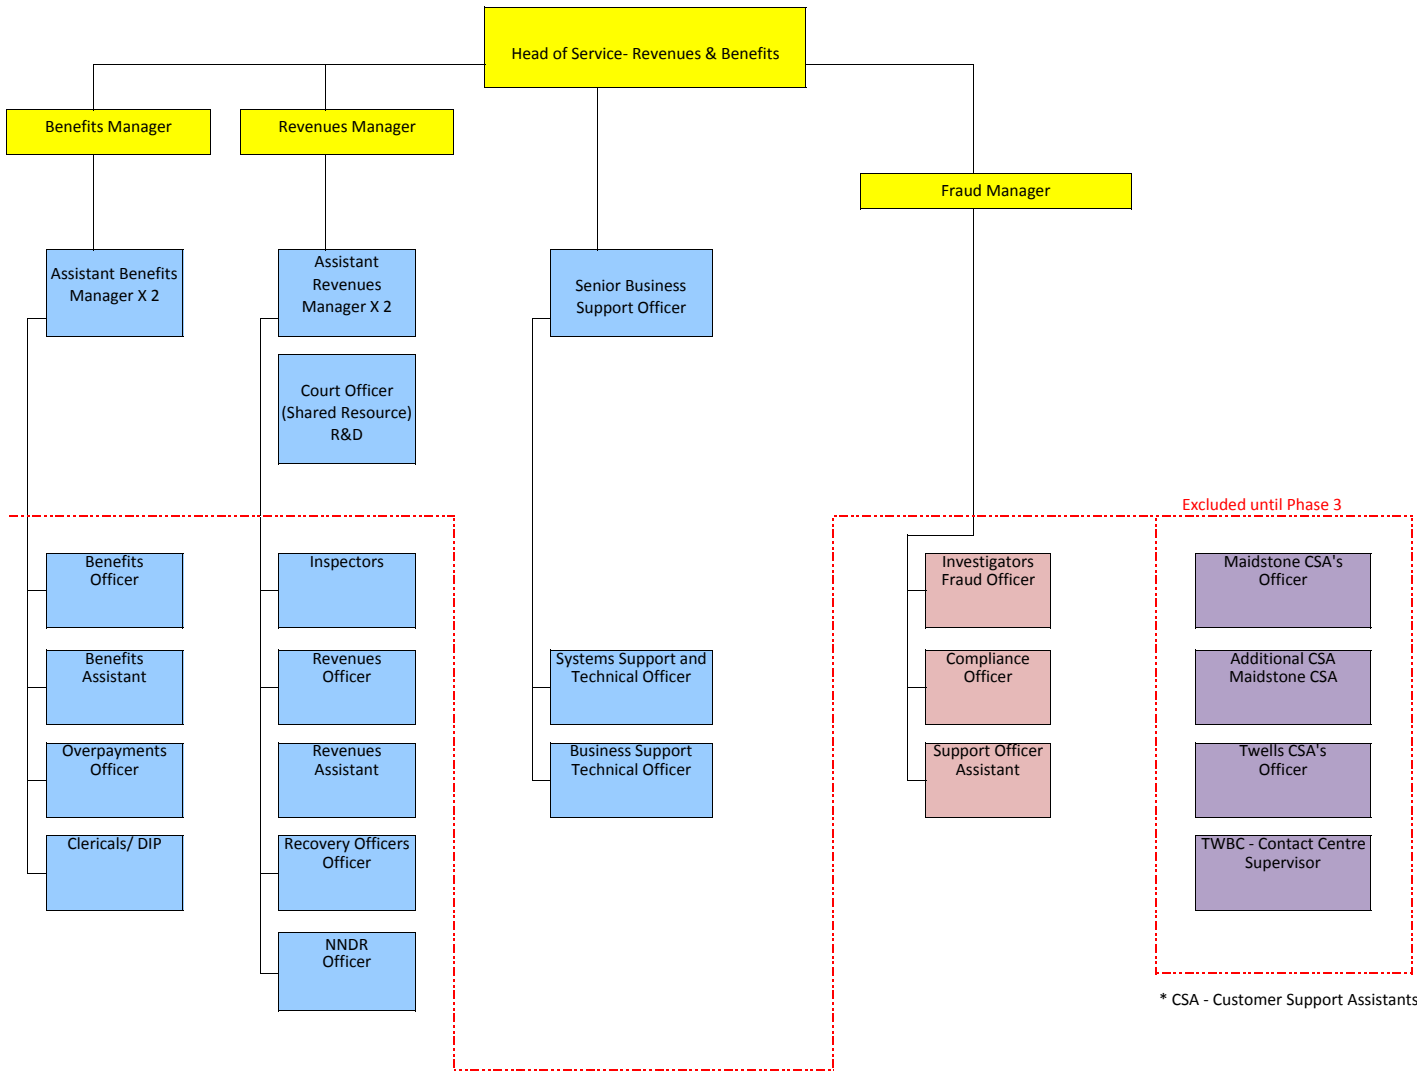 Head of Service- Revenues & Benefits
Benefits Manager
Revenues Manager
Fraud Manager
Assistant Benefits
Manager X 2
Assistant
Revenues
Manager X 2
Senior Business
Support Officer
Court Officer
(Shared Resource)
R&D
Excluded until Phase 3
Benefits
Officer
Inspectors
Investigators
Fraud Officer
Maidstone CSA's
Officer
Benefits
Assistant
Revenues
Officer
Systems Support and
Technical Officer
Compliance
Officer
Additional CSA
Maidstone CSA
Overpayments
Officer
Revenues
Assistant
Business Support
Technical Officer
Support Officer
Assistant
Twells CSA's
Officer
Clericals/ DIP
Recovery Officers
Officer
TWBC - Contact Centre
Supervisor
NNDR
Officer
* CSA - Customer Support Assistants